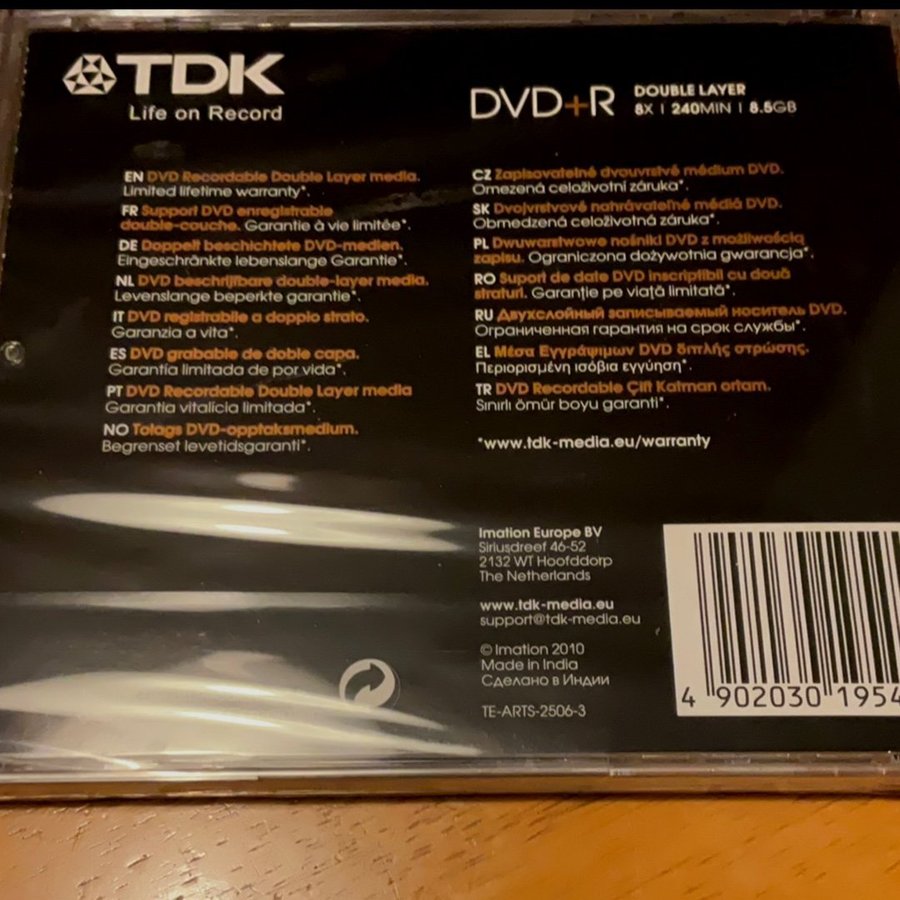 TDK
Life on Record
DVD+R
DOUBLE LAYER
8X | 240MIN | 8.5GB
EN DVD Recordable Double Layer media.
Limited lifetime warranty*.
FR Support DVD enregistrable
double-couche. Garantie à vie limitée*.
DE Doppelt beschichtete DVD-medien.
Eingeschränkte lebenslange Garantie*.
NL DVD beschrijfbare double-layer media.
Levenslange beperkte garantie*.
IT DVD registrabile a doppio strato.
Garanzia a vita*.
ES DVD grabable de doble capa.
Garantía limitada de por vida*.
PT DVD Recordable Double Layer media
Garantia vitalícia limitada*.
NO Tolags DVD-opptaksmedium.
Begrenset levetidsgaranti*.
CZ Zapisovatelné dvouvrstvé médium DVD.
Omezená celoživotní záruka*.
SK Dvojvrstvové nahrávateľné médiá DVD.
Obmedzená celoživotná záruka*.
PL Dwuwarstwowe nośniki DVD z możliwością
zapisu. Ograniczona dożywotnia gwarancja*.
RO Suport de date DVD inscriptibil cu două
straturi. Garanție pe viață limitată*.
RU Двухслойный записываемый носитель DVD.
Ограниченная гарантия на срок службы*.
EL Μέσα Εγγράψιμων DVD διπλής στρώσης.
Περιορισμένη ισόβια εγγύηση*.
TR DVD Recordable Çift Katman ortam.
Sınırlı ömür boyu garanti*.
*www.tdk-media.eu/warranty
Imation Europe BV
Siriusdreef 46-52
2132 WT Hoofddorp
The Netherlands
www.tdk-media.eu
support@tdk-media.eu
© Imation 2010
Made in India
Сделано в Индии
TE-ARTS-2506-3
4 902030 1954